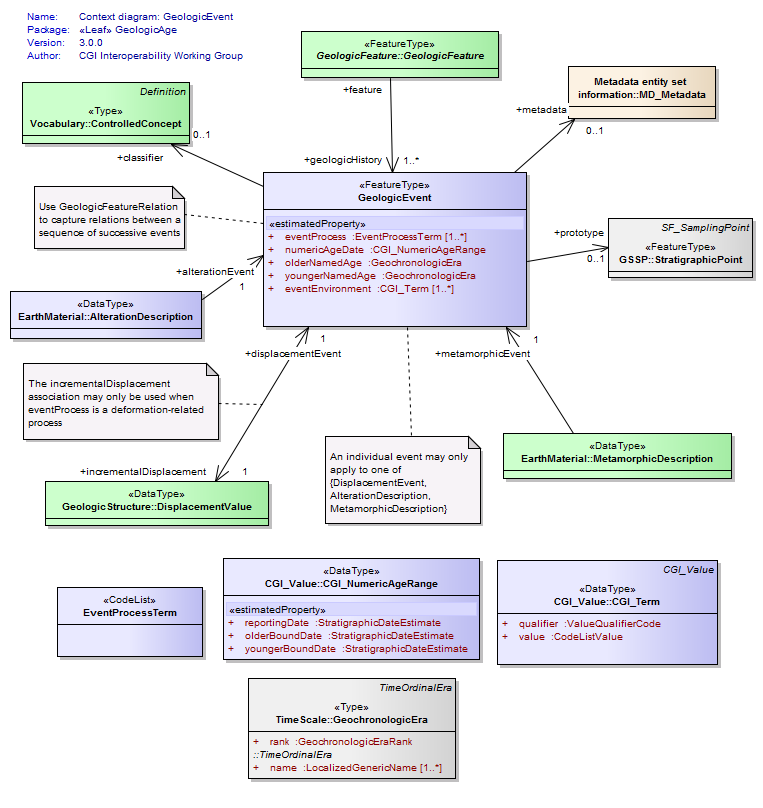 Name: Context diagram: GeologicEvent
Package: «Leaf» GeologicAge
Version: 3.0.0
Author: CGI Interoperability Working Group
«FeatureType»
GeologicFeature::GeologicFeature
+feature
Metadata entity set
information::MD_Metadata
+metadata
0..1
Definition
«Type»
Vocabulary::ControlledConcept
0..1
+classifier
+geologicHistory
1..*
«FeatureType»
GeologicEvent
«estimatedProperty»
+ eventProcess :EventProcessTerm [1..*]
+ numericAgeDate :CGI_NumericAgeRange
+ olderNamedAge :GeochronologicEra
+ youngerNamedAge :GeochronologicEra
+ eventEnvironment :CGI_Term [1..*]
Use GeologicFeatureRelation
to capture relations between a
sequence of successive events
+prototype
0..1
SF_SamplingPoint
«FeatureType»
GSSP::StratigraphicPoint
+alterationEvent
1
«DataType»
EarthMaterial::AlterationDescription
1
+displacementEvent
1
+metamorphicEvent
The incrementalDisplacement
association may only be used when
eventProcess is a deformation-related
process
An individual event may only
apply to one of
{DisplacementEvent,
AlterationDescription,
MetamorphicDescription}
«DataType»
EarthMaterial::MetamorphicDescription
+incrementalDisplacement
1
«DataType»
GeologicStructure::DisplacementValue
«CodeList»
EventProcessTerm
«DataType»
CGI_Value::CGI_NumericAgeRange
«estimatedProperty»
+ reportingDate :StratigraphicDateEstimate
+ olderBoundDate :StratigraphicDateEstimate
+ youngerBoundDate :StratigraphicDateEstimate
CGI_Value
«DataType»
CGI_Value::CGI_Term
+ qualifier :ValueQualifierCode
+ value :CodeListValue
TimeOrdinalEra
«Type»
TimeScale::GeochronologicEra
+ rank :GeochronologicEraRank
::TimeOrdinalEra
+ name :LocalizedGenericName [1..*]